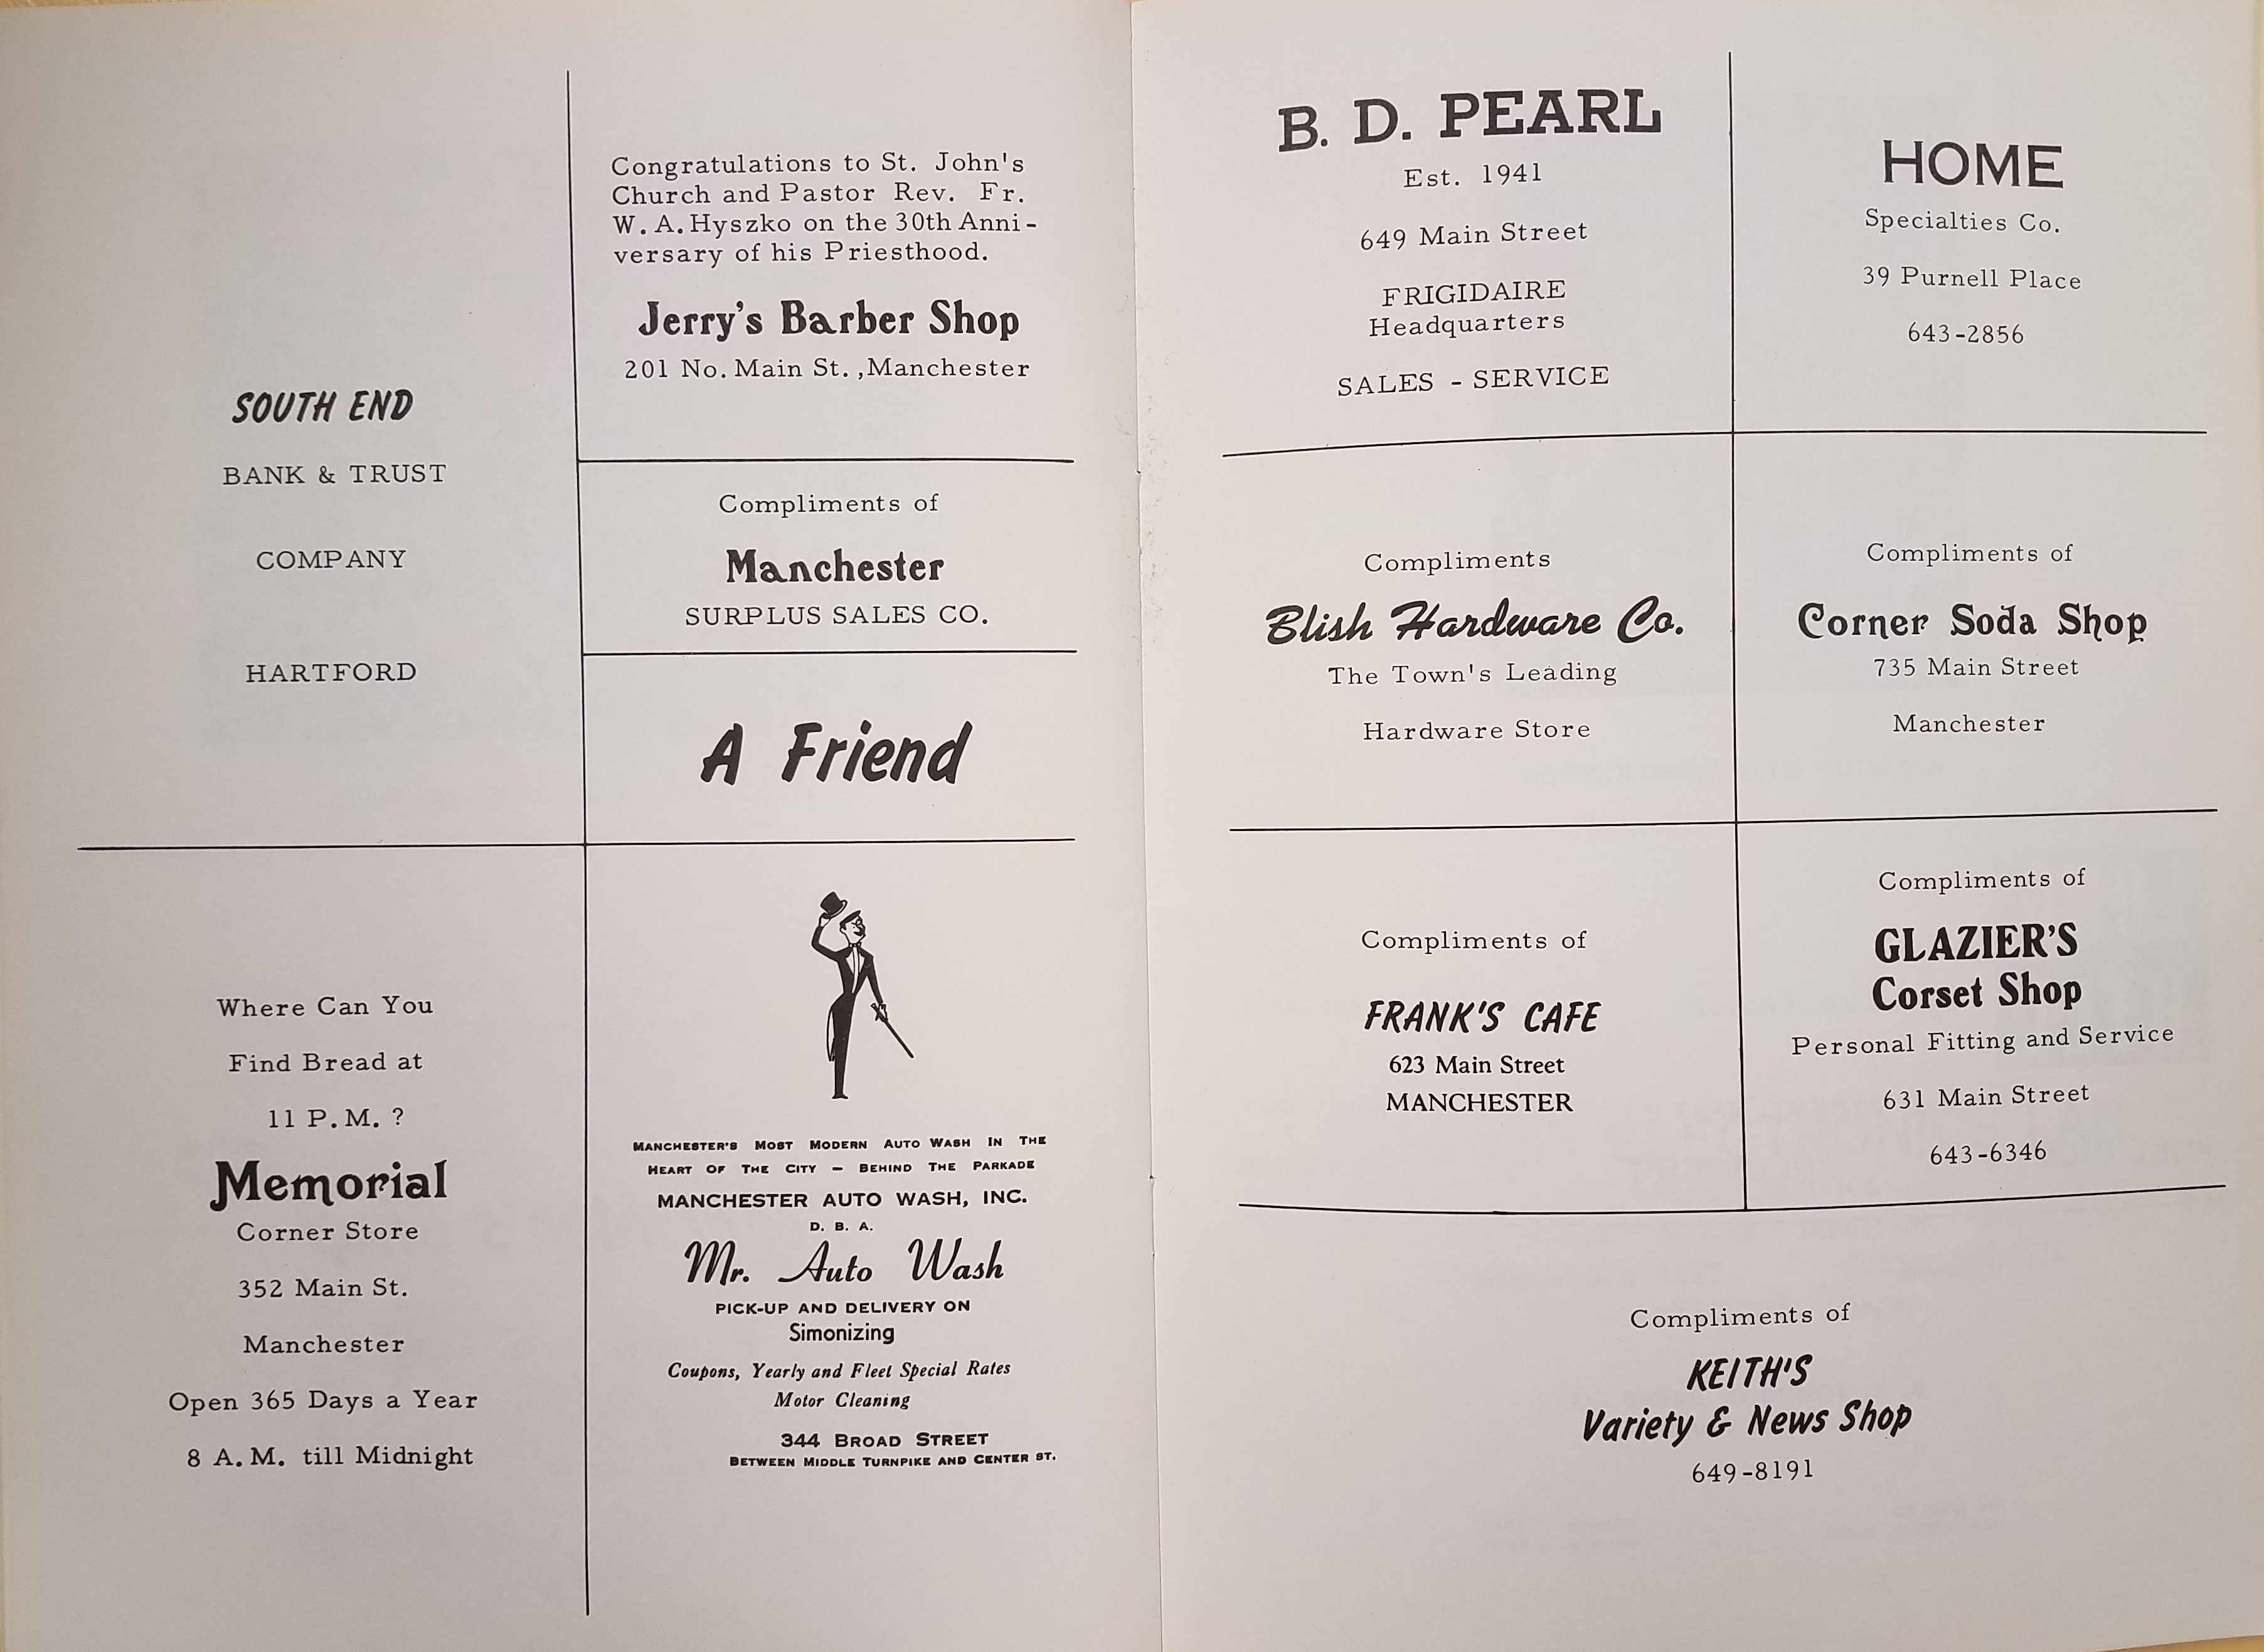 SOUTH END
BANK & TRUST
COMPANY
HARTFORD
Congratulations to St. John's
Church and Pastor Rev. Fr.
W. A. Hyszko on the 30th Anni-
versary of his Priesthood.
Jerry's Barber Shop
201 No. Main St. ,Manchester
Compliments of
Manchester
SURPLUS SALES CO.
A Friend
Where Can You
Find Bread at
11 P.M. ?
Memorial
Corner Store
352 Main St.
Manchester
Open 365 Days a Year
8 A.M. till Midnight
MANCHESTER'S MOST MODERN AUTO WASH IN THE
HEART OF THE CITY — BEHIND THE PARKADE
MANCHESTER AUTO WASH, INC.
D. B. A.
Mr. Auto Wash
PICK-UP AND DELIVERY ON
Simonizing
Coupons, Yearly and Fleet Special Rates
Motor Cleaning
344 BROAD STREET
BETWEEN MIDDLE TURNPIKE AND CENTER ST.
B. D. PEARL
Est. 1941
649 Main Street
FRIGIDAIRE
Headquarters
SALES - SERVICE
HOME
Specialties Co.
39 Purnell Place
643-2856
Compliments
Blish Hardware Co.
The Town's Leading
Hardware Store
Compliments of
Corner Soda Shop
735 Main Street
Manchester
Compliments of
FRANK'S CAFE
623 Main Street
MANCHESTER
Compliments of
GLAZIER'S
Corset Shop
Personal Fitting and Service
631 Main Street
643-6346
Compliments of
KEITH'S
Variety & News Shop
649-8191